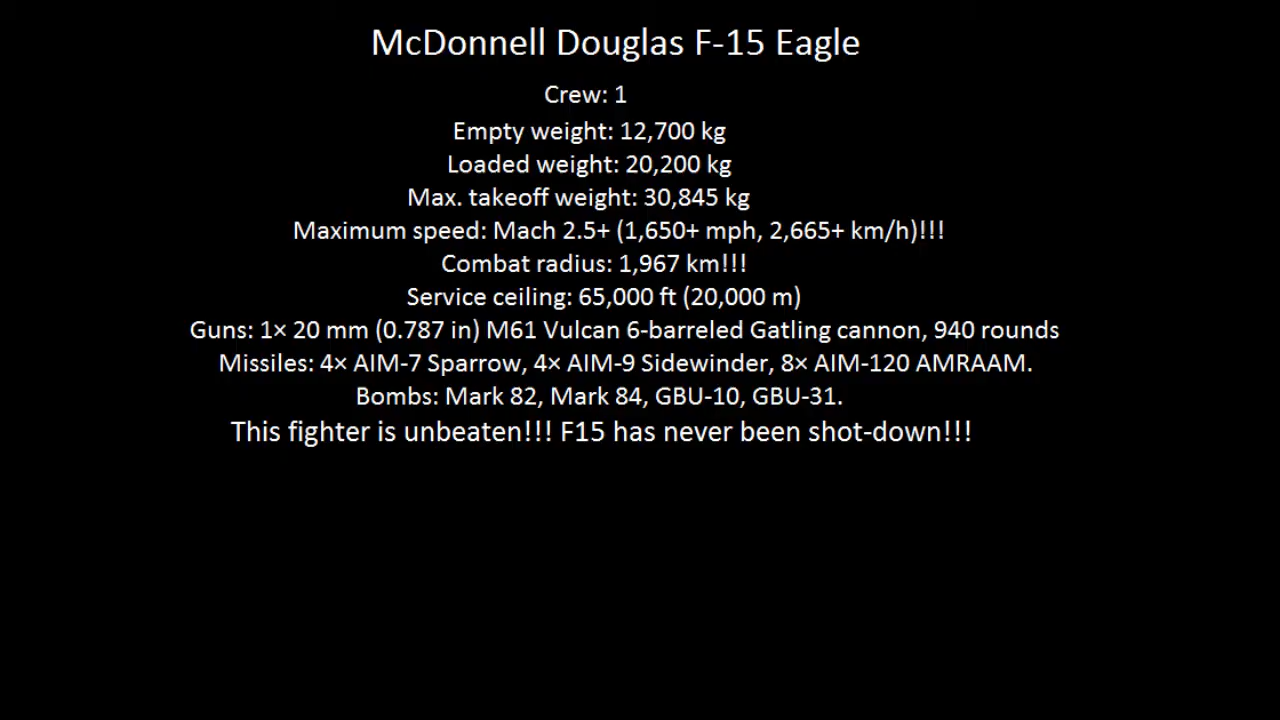 McDonnell Douglas F-15 Eagle
Crew: 1
Empty weight: 12,700 kg
Loaded weight: 20,200 kg
Max. takeoff weight: 30,845 kg
Maximum speed: Mach 2.5+ (1,650+ mph, 2,665+ km/h)!!!
Combat radius: 1,967 km!!!
Service ceiling: 65,000 ft (20,000 m)
Guns: 1× 20 mm (0.787 in) M61 Vulcan 6-barreled Gatling cannon, 940 rounds
Missiles: 4× AIM-7 Sparrow, 4× AIM-9 Sidewinder, 8× AIM-120 AMRAAM.
Bombs: Mark 82, Mark 84, GBU-10, GBU-31.
This fighter is unbeaten!!! F15 has never been shot-down!!!